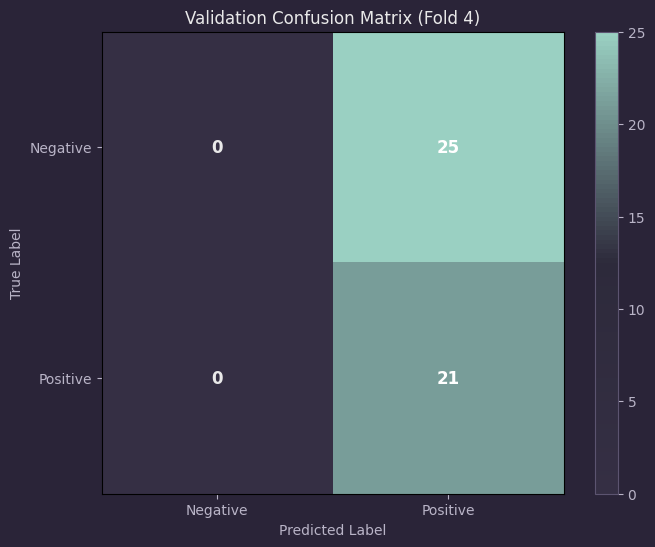 Validation Confusion Matrix (Fold 4)
True Label
Negative
0
25
Positive
0
21
Negative
Positive
Predicted Label
25
20
15
10
5
0